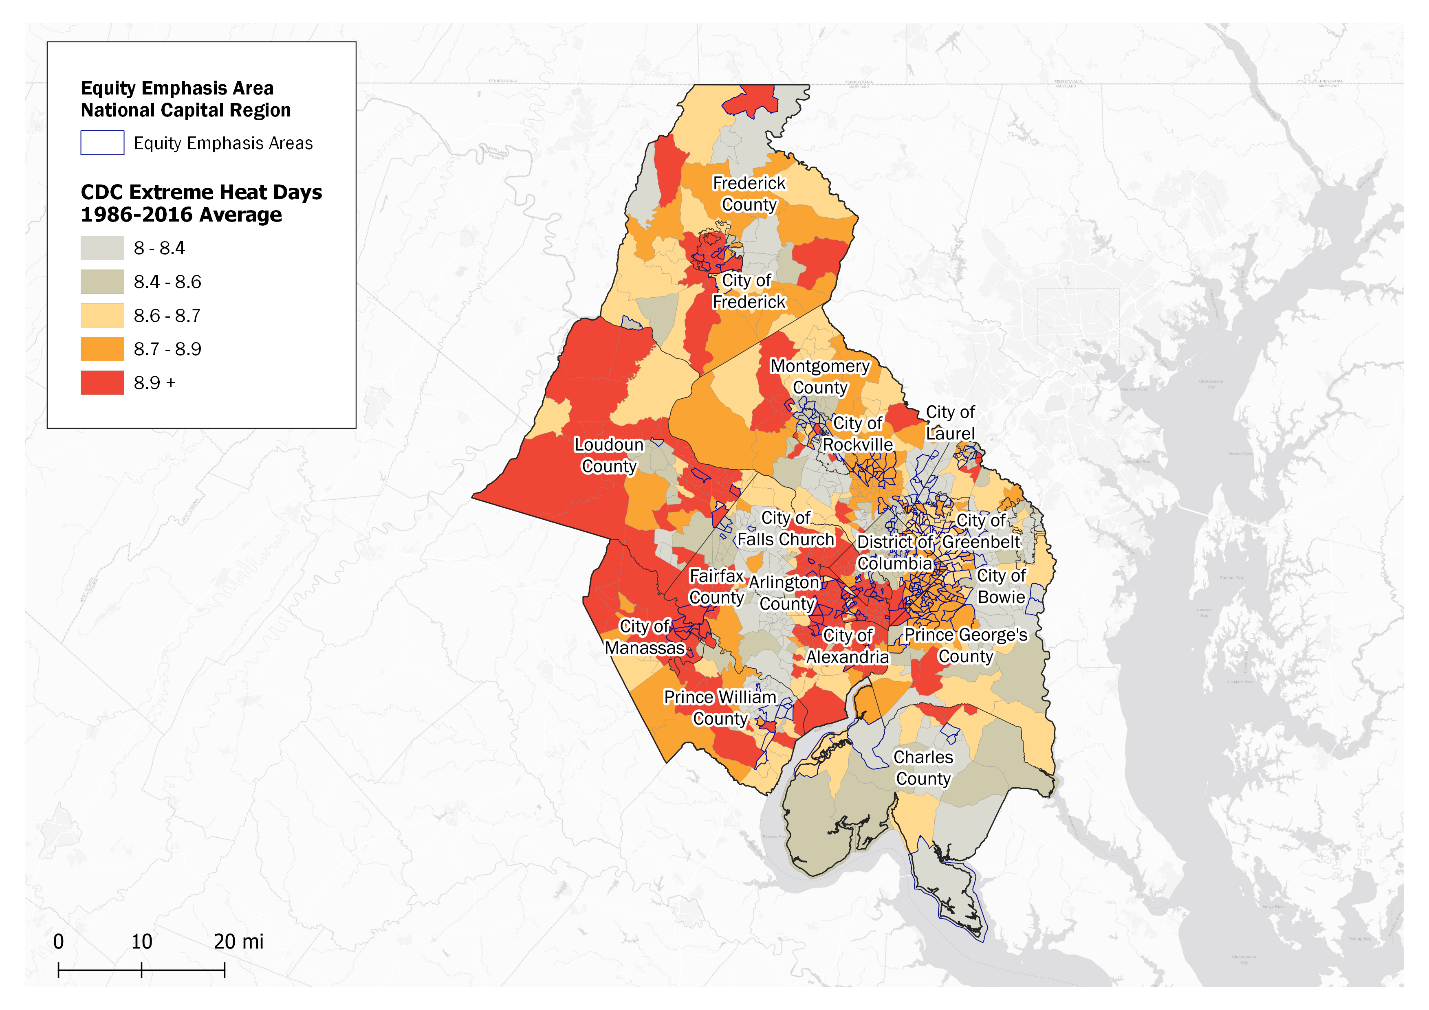 Equity Emphasis Area
National Capital Region
Equity Emphasis Areas
CDC Extreme Heat Days
1986-2016 Average
8 - 8.4
8.4 - 8.6
8.6 - 8.7
8.7 - 8.9
8.9 +
Frederick
County
City of
Frederick
Montgomery
County
City of
Rockville
City of
Laurel
Loudoun
County
City of
Falls Church
District of
Columbia
City of
Greenbelt
Fairfax
County
Arlington
County
City of
Bowie
City of
Manassas
City of
Alexandria
Prince George's
County
Prince William
County
Charles
County
0 10 20 mi